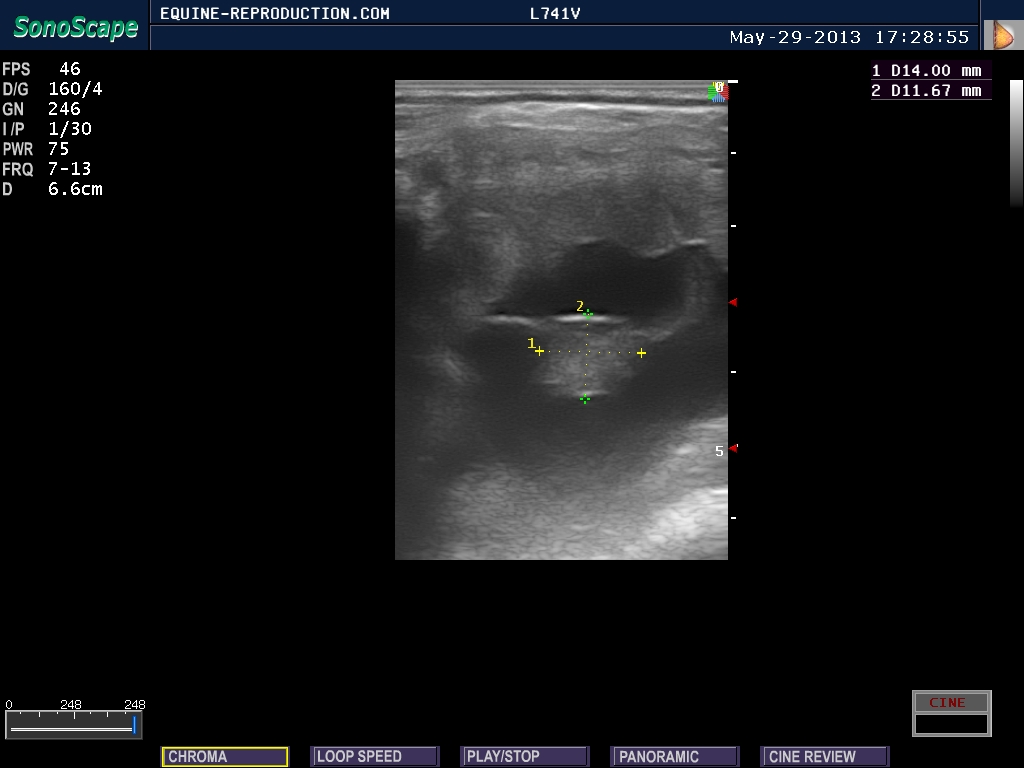 SonoScape
EQUINE-REPRODUCTION.COM L741V
May-29-2013 17:28:55
FPS 46
D/G 160/4
GN 246
I/P 1/30
PWR 75
FRQ 7-13
D 6.6cm
1 D14.00 mm
2 D11.67 mm
2
1
5
0 248 248
CINE
CHROMA LOOP SPEED PLAY/STOP PANORAMIC CINE REVIEW